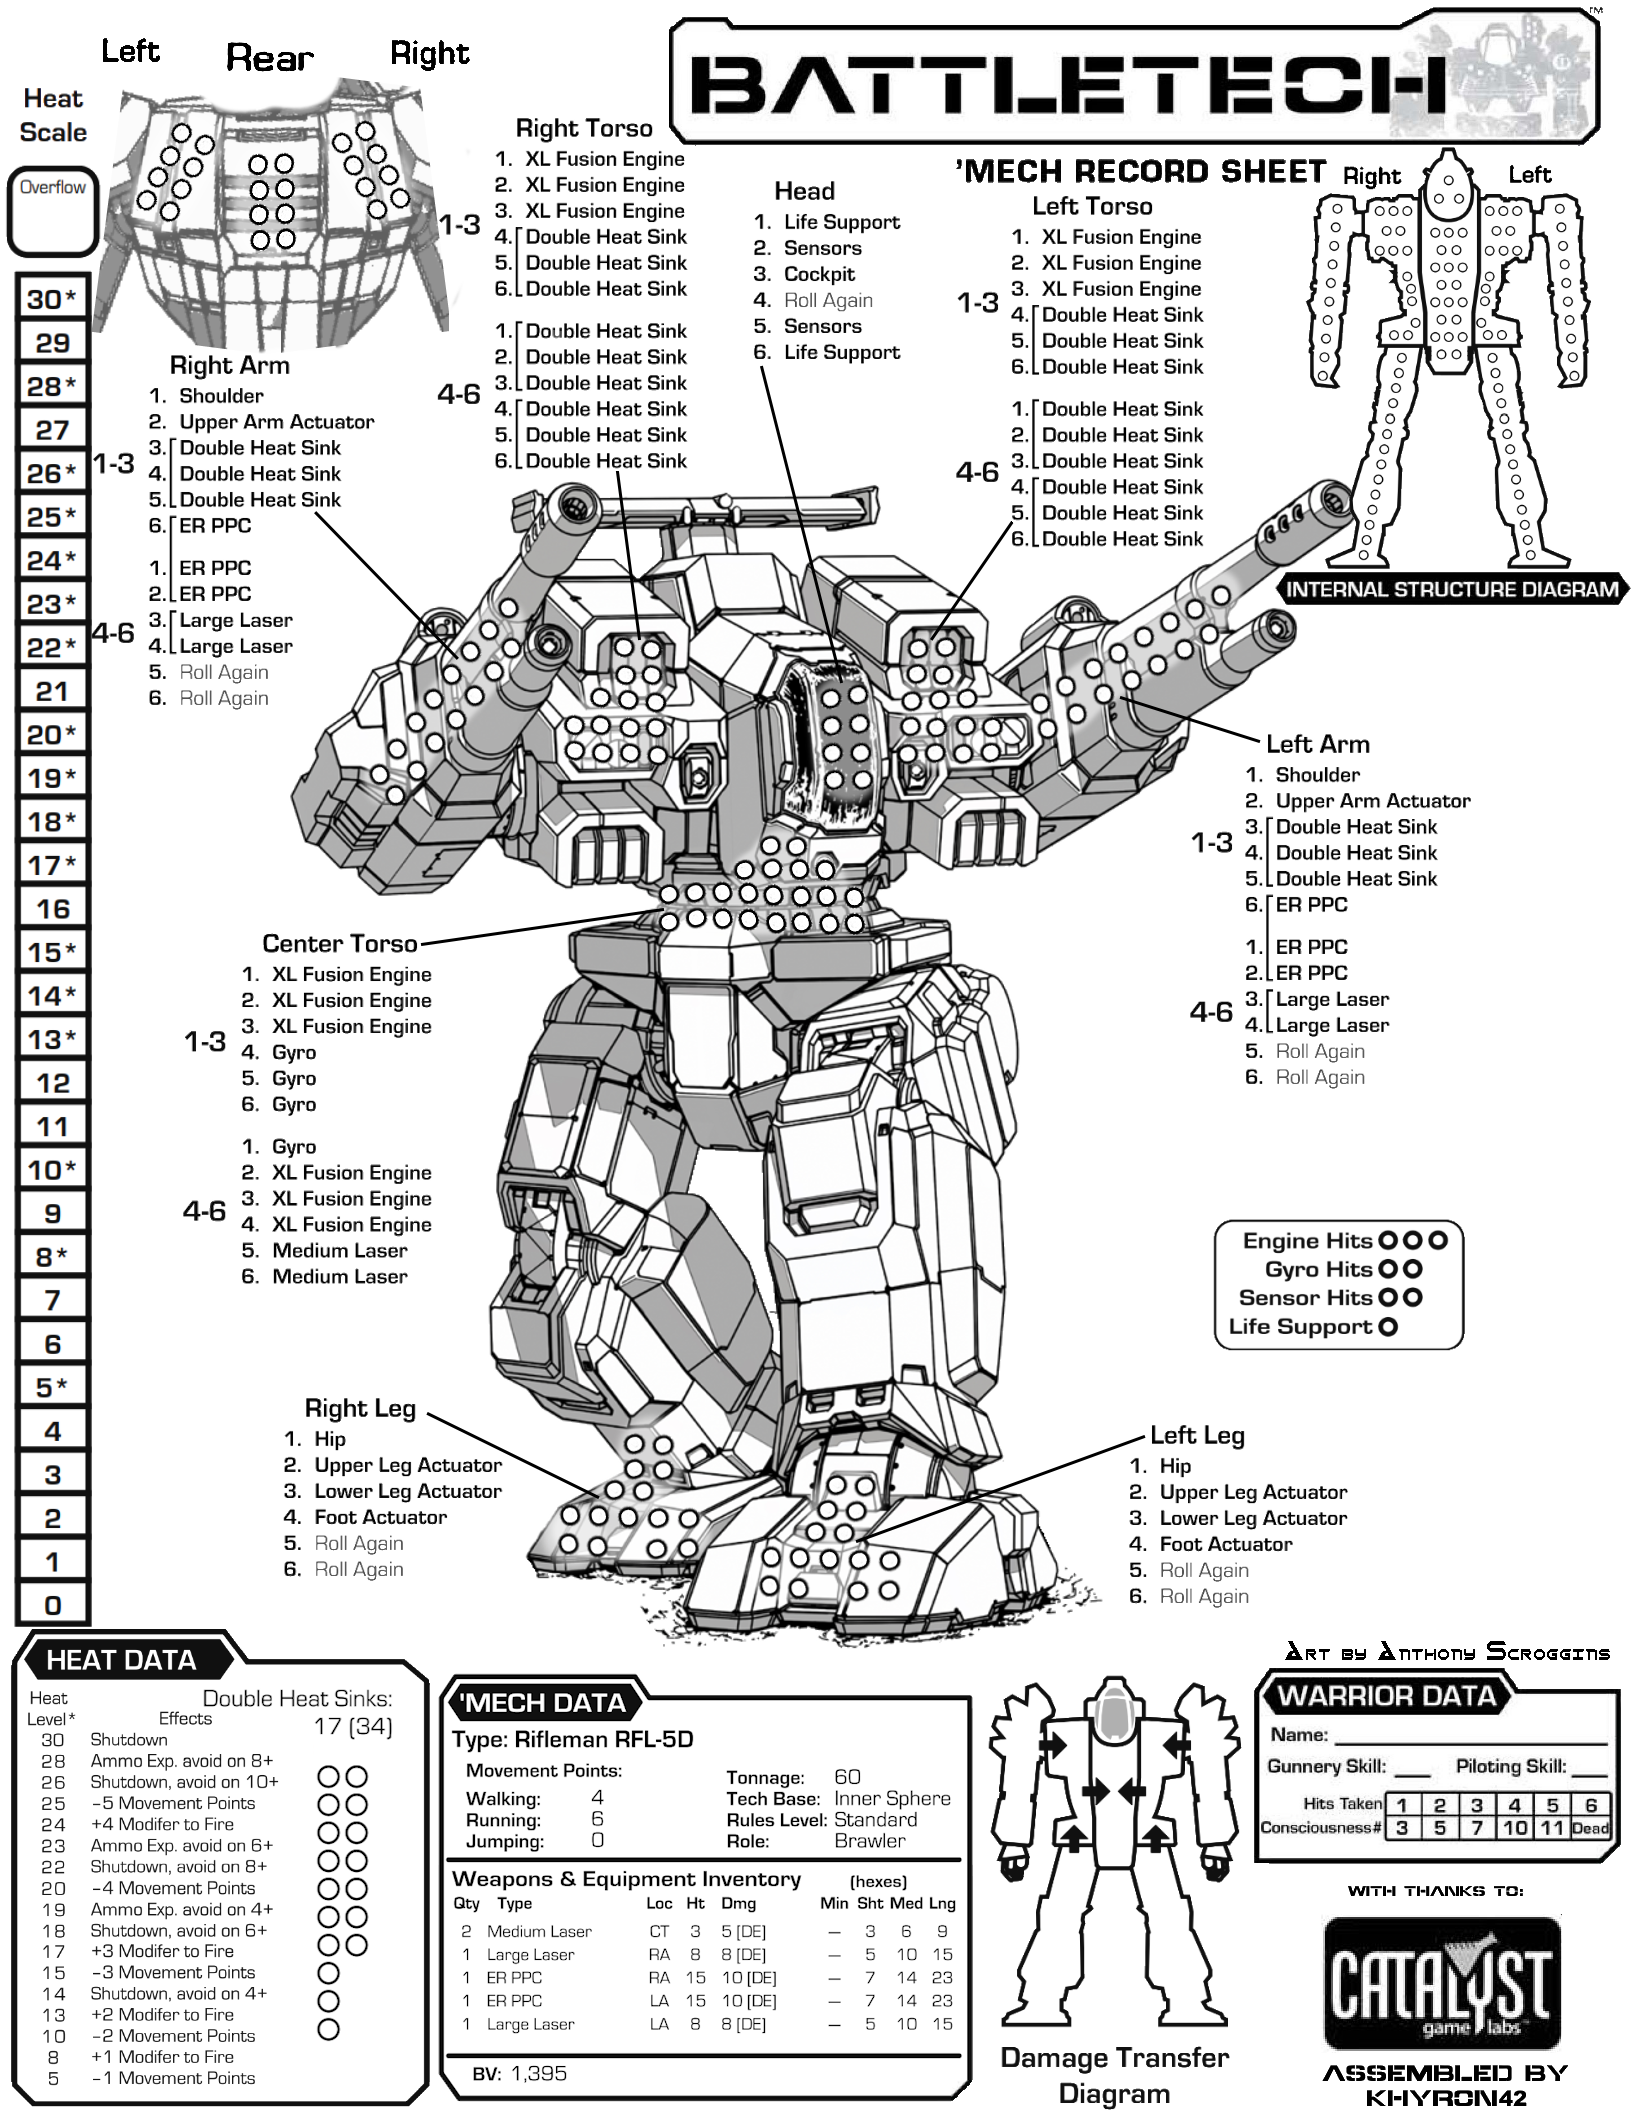 BATTLETECH
™
'MECH RECORD SHEET
Left
Rear
Right
Heat
Scale
Overflow
30*
29
28*
27
26*
25*
24*
23*
22*
21
20*
19*
18*
17*
16
15*
14*
13*
12
11
10*
9
8*
7
6
5*
4
3
2
1
0
Right Torso
1. XL Fusion Engine
2. XL Fusion Engine
3. XL Fusion Engine
1-3
4. Double Heat Sink
5. Double Heat Sink
6. Double Heat Sink
1. Double Heat Sink
2. Double Heat Sink
3. Double Heat Sink
4-6
4. Double Heat Sink
5. Double Heat Sink
6. Double Heat Sink
Head
1. Life Support
2. Sensors
3. Cockpit
4. Roll Again
5. Sensors
6. Life Support
Left Torso
1. XL Fusion Engine
2. XL Fusion Engine
3. XL Fusion Engine
1-3
4. Double Heat Sink
5. Double Heat Sink
6. Double Heat Sink
1. Double Heat Sink
2. Double Heat Sink
3. Double Heat Sink
4-6
4. Double Heat Sink
5. Double Heat Sink
6. Double Heat Sink
Right
Left
INTERNAL STRUCTURE DIAGRAM
Right Arm
1. Shoulder
2. Upper Arm Actuator
3. Double Heat Sink
1-3
4. Double Heat Sink
5. Double Heat Sink
6. ER PPC
1. ER PPC
2. ER PPC
3. Large Laser
4-6
4. Large Laser
5. Roll Again
6. Roll Again
Left Arm
1. Shoulder
2. Upper Arm Actuator
3. Double Heat Sink
1-3
4. Double Heat Sink
5. Double Heat Sink
6. ER PPC
1. ER PPC
2. ER PPC
3. Large Laser
4-6
4. Large Laser
5. Roll Again
6. Roll Again
Center Torso
1. XL Fusion Engine
2. XL Fusion Engine
3. XL Fusion Engine
1-3
4. Gyro
5. Gyro
6. Gyro
1. Gyro
2. XL Fusion Engine
3. XL Fusion Engine
4-6
4. XL Fusion Engine
5. Medium Laser
6. Medium Laser
Engine Hits
Gyro Hits
Sensor Hits
Life Support
Right Leg
1. Hip
2. Upper Leg Actuator
3. Lower Leg Actuator
4. Foot Actuator
5. Roll Again
6. Roll Again
Left Leg
1. Hip
2. Upper Leg Actuator
3. Lower Leg Actuator
4. Foot Actuator
5. Roll Again
6. Roll Again
HEAT DATA
Heat
Level* Effects
Double Heat Sinks:
17 (34)
30 Shutdown
28 Ammo Exp. avoid on 8+
26 Shutdown, avoid on 10+
25 -5 Movement Points
24 +4 Modifer to Fire
23 Ammo Exp. avoid on 6+
22 Shutdown, avoid on 8+
20 -4 Movement Points
19 Ammo Exp. avoid on 4+
18 Shutdown, avoid on 6+
17 +3 Modifer to Fire
15 -3 Movement Points
14 Shutdown, avoid on 4+
13 +2 Modifer to Fire
10 -2 Movement Points
8 +1 Modifer to Fire
5 -1 Movement Points
'MECH DATA
Type: Rifleman RFL-5D
Movement Points:
Walking: 4
Running: 6
Jumping: 0
Tonnage: 60
Tech Base: Inner Sphere
Rules Level: Standard
Role: Brawler
Weapons & Equipment Inventory (hexes)
Qty Type Loc Ht Dmg Min Sht Med Lng
2 Medium Laser CT 3 5 [DE] – 3 6 9
1 Large Laser RA 8 8 [DE] – 5 10 15
1 ER PPC RA 15 10 [DE] – 7 14 23
1 ER PPC LA 15 10 [DE] – 7 14 23
1 Large Laser LA 8 8 [DE] – 5 10 15
BV: 1,395
Damage Transfer
Diagram
Art by Anthony Scroggins
WARRIOR DATA
Name:
Gunnery Skill: Piloting Skill:
Hits Taken 1 2 3 4 5 6
Consciousness# 3 5 7 10 11 Dead
WITH THANKS TO:
CATALYST
game labs
ASSEMBLED BY
KHYRON42